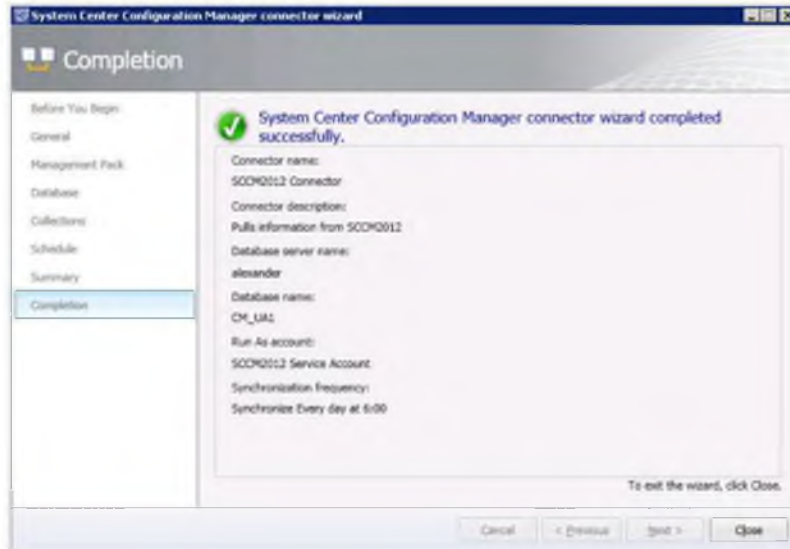 System Center Configuration Manager connector wizard
Completion
Before You Begin
General
Management Pack
Database
Collections
Schedule
Summary
Completion
System Center Configuration Manager connector wizard completed
successfully.
Connector name:
SCCM2012 Connector
Connector description:
Pulls information from SCCM2012
Database server name:
alexander
Database name:
CM_UA1
Run As account:
SCCM2012 Service Account
Synchronization frequency:
Synchronize Every day at 6:00
To exit the wizard, click Close.
Cancel
< Previous
Next >
Close